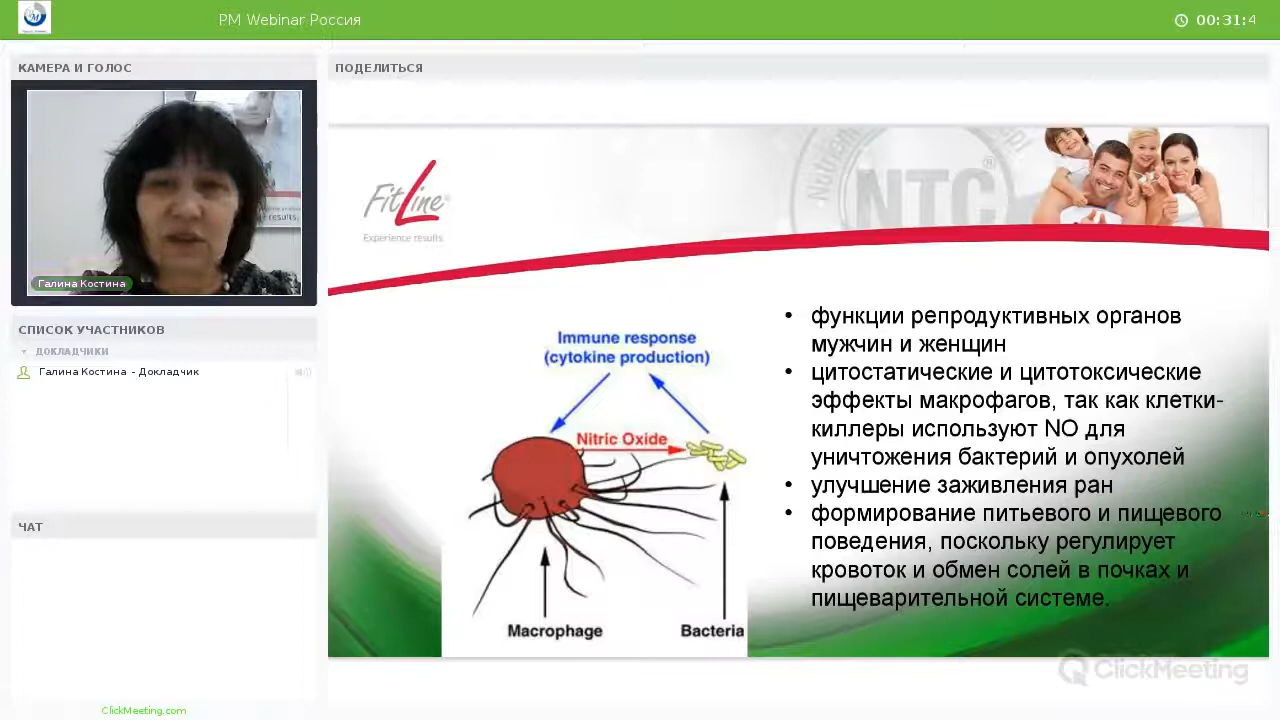 PM Webinar Россия
00:31:4
КАМЕРА И ГОЛОС
Галина Костина
СПИСОК УЧАСТНИКОВ
ДОКЛАДЧИКИ
Галина Костина - Докладчик
ЧАТ
ClickMeeting.com
ПОДЕЛИТЬСЯ
FitLine
Experience results.
NTC
Immune response
(cytokine production)
Nitric Oxide
Macrophage
Bacteria
• функции репродуктивных органов
мужчин и женщин
• цитостатические и цитотоксические
эффекты макрофагов, так как клетки-
киллеры используют NO для
уничтожения бактерий и опухолей
• улучшение заживления ран
• формирование питьевого и пищевого
поведения, поскольку регулирует
кровоток и обмен солей в почках и
пищеварительной системе.
ClickMeeting